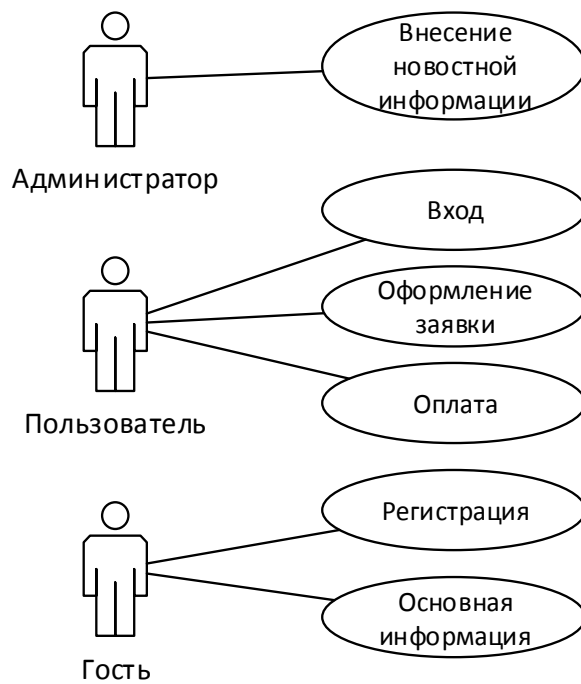 Внесение
новостной
информации
Администратор
Вход
Оформление
заявки
Оплата
Пользователь
Регистрация
Основная
информация
Гость